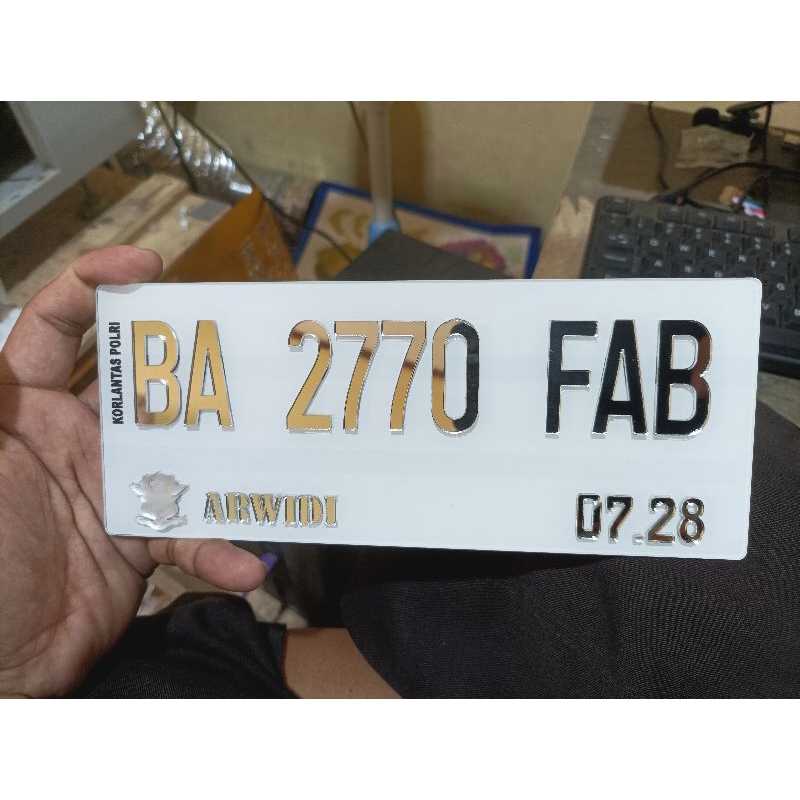 KORLANTAS POLRI
BA 2770 FAB
ARWIDI
07.28